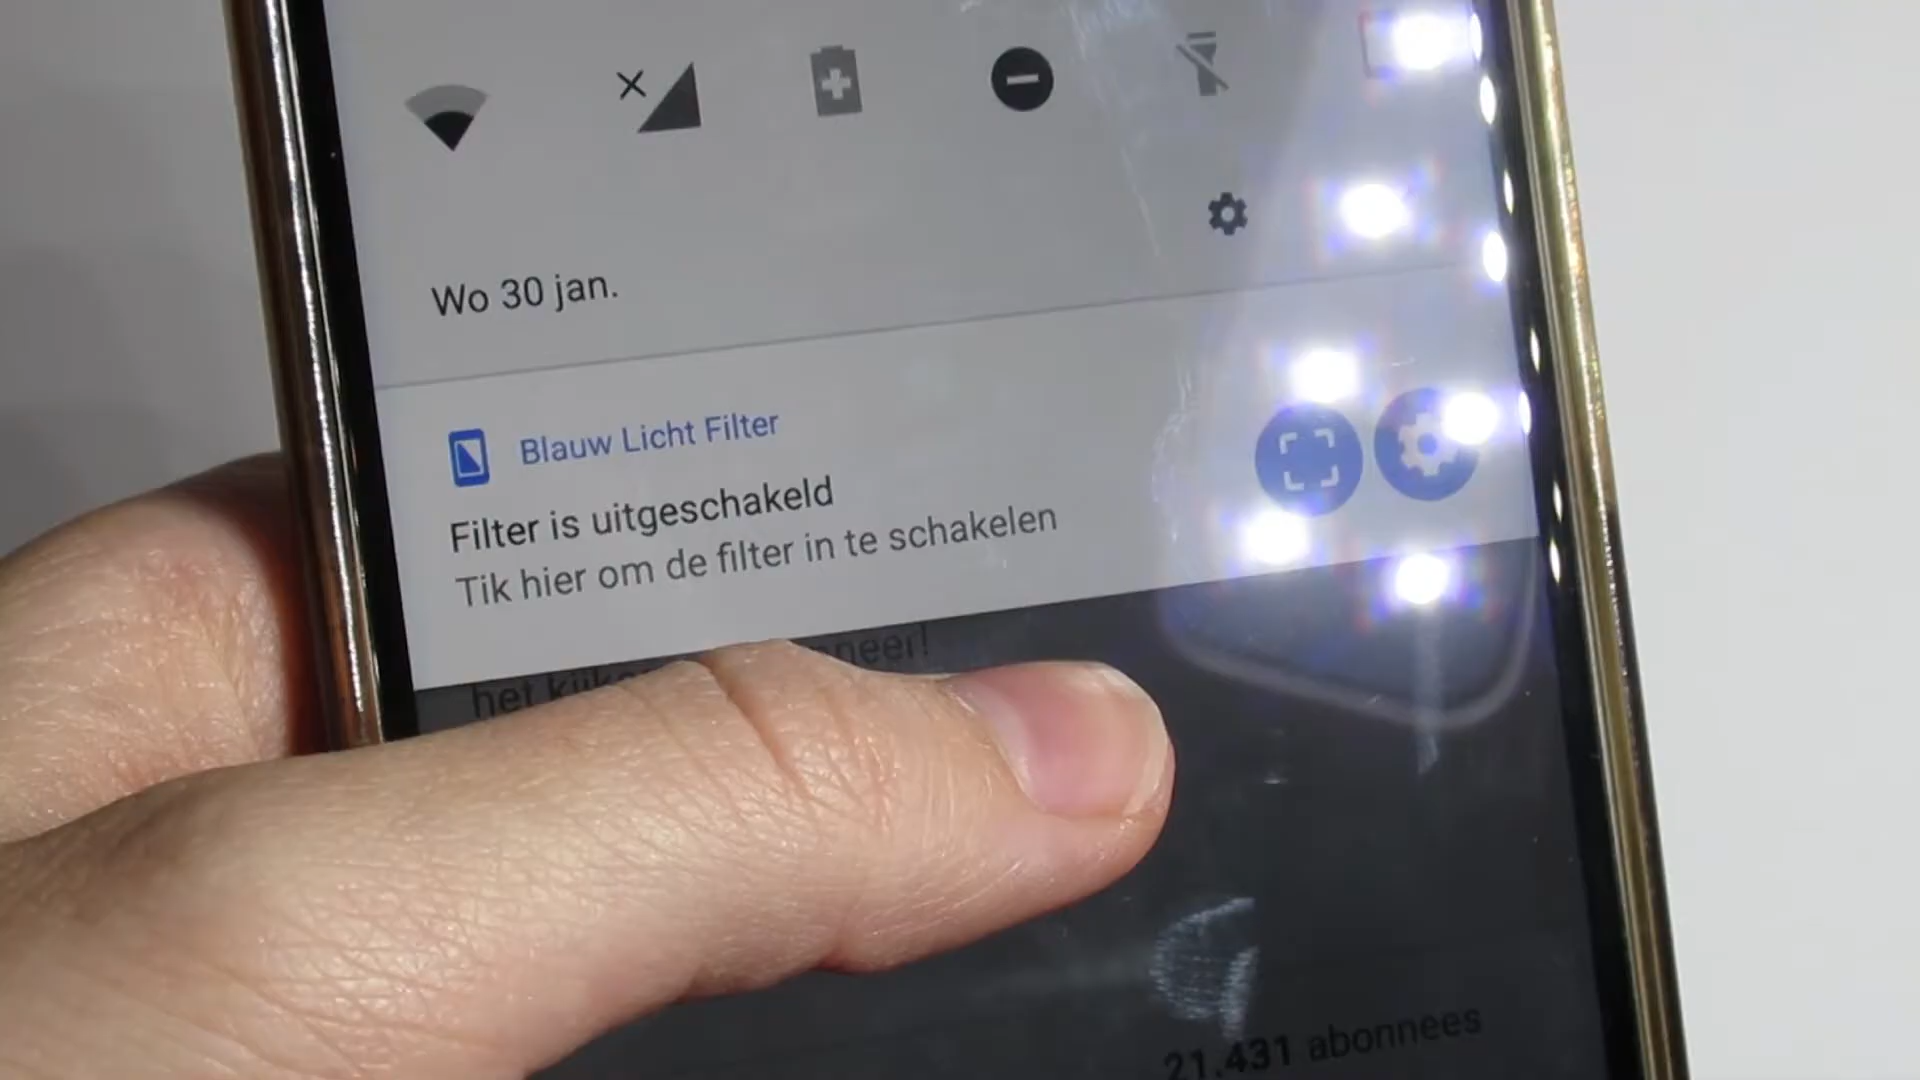 Wo 30 jan.
Blauw Licht Filter
Filter is uitgeschakeld
Tik hier om de filter in te schakelen
het
21.431 abonnees